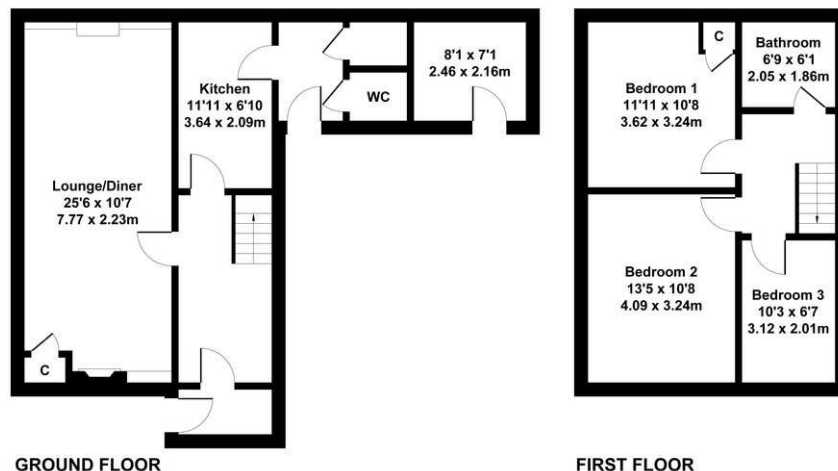 Lounge/Diner
25'6 x 10'7
7.77 x 2.23m
C
Kitchen
11'11 x 6'10
3.64 x 2.09m
WC
8'1 x 7'1
2.46 x 2.16m
GROUND FLOOR
C
Bedroom 1
11'11 x 10'8
3.62 x 3.24m
Bathroom
6'9 x 6'1
2.05 x 1.86m
Bedroom 2
13'5 x 10'8
4.09 x 3.24m
Bedroom 3
10'3 x 6'7
3.12 x 2.01m
FIRST FLOOR